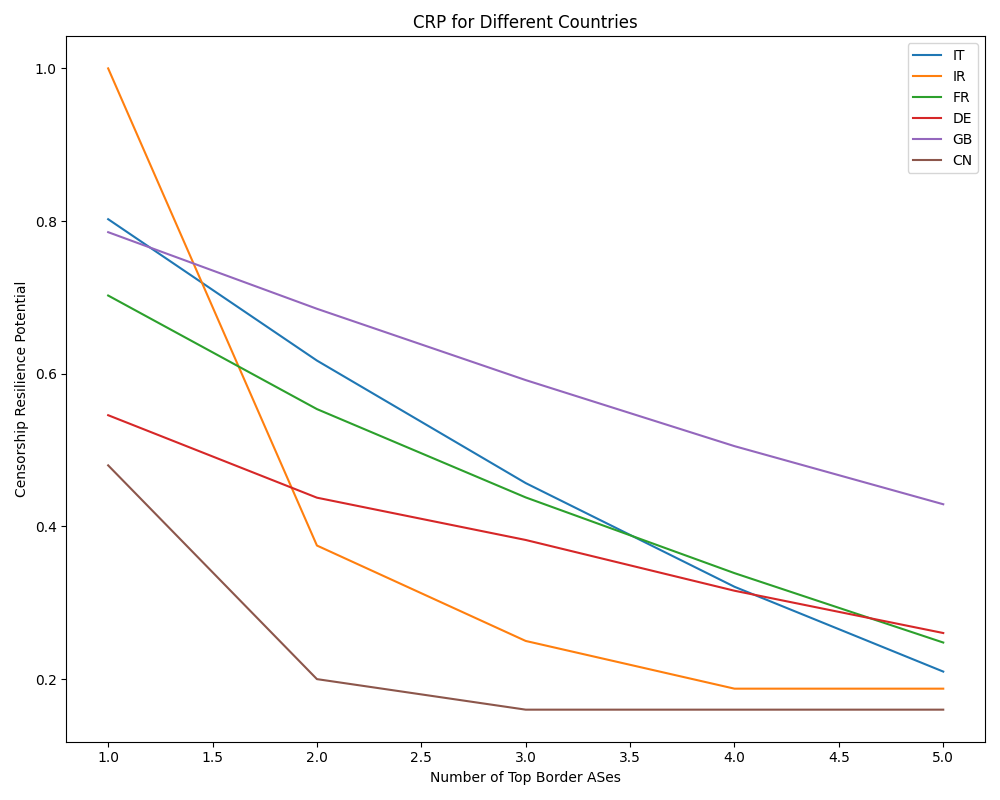 CRP for Different Countries
IT
IR
FR
DE
GB
CN
Censorship Resilience Potential
1.0
0.8
0.6
0.4
0.2
1.0 1.5 2.0 2.5 3.0 3.5 4.0 4.5 5.0
Number of Top Border ASes